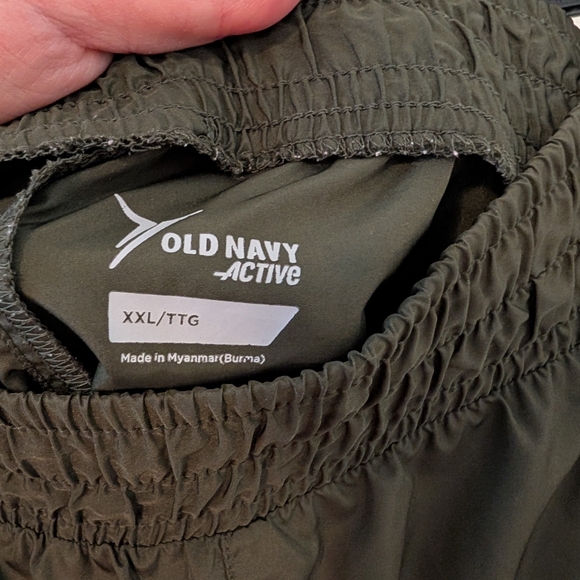 OLD NAVY
ACTIVE
XXL/TTG
Made in Myanmar(Burma)